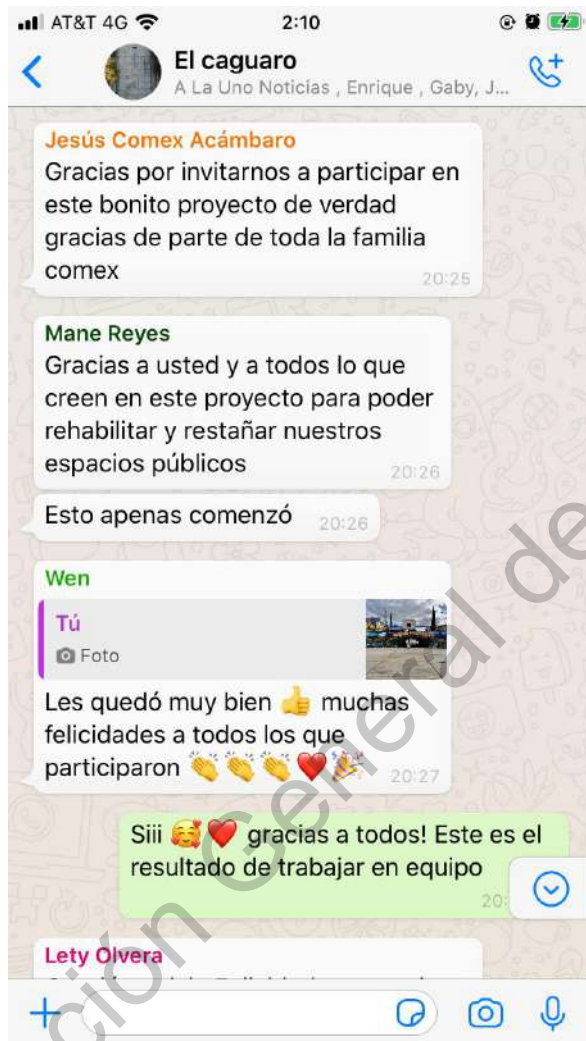 AT&T 4G 2:10
El caguaro
A La Uno Noticias , Enrique , Gaby, J...
Jesús Comex Acámbaro
Gracias por invitarnos a participar en
este bonito proyecto de verdad
gracias de parte de toda la familia
comex
20:25
Mane Reyes
Gracias a usted y a todos lo que
creen en este proyecto para poder
rehabilitar y restañar nuestros
espacios públicos
20:26
Esto apenas comenzó 20:26
Wen
Tú
Foto
Les quedó muy bien 👍 muchas
felicidades a todos los que
participaron 👏👏👏❤️🎉 20:27
Siii 🥰❤️ gracias a todos! Este es el
resultado de trabajar en equipo
20:
Lety Olvera
ción General de